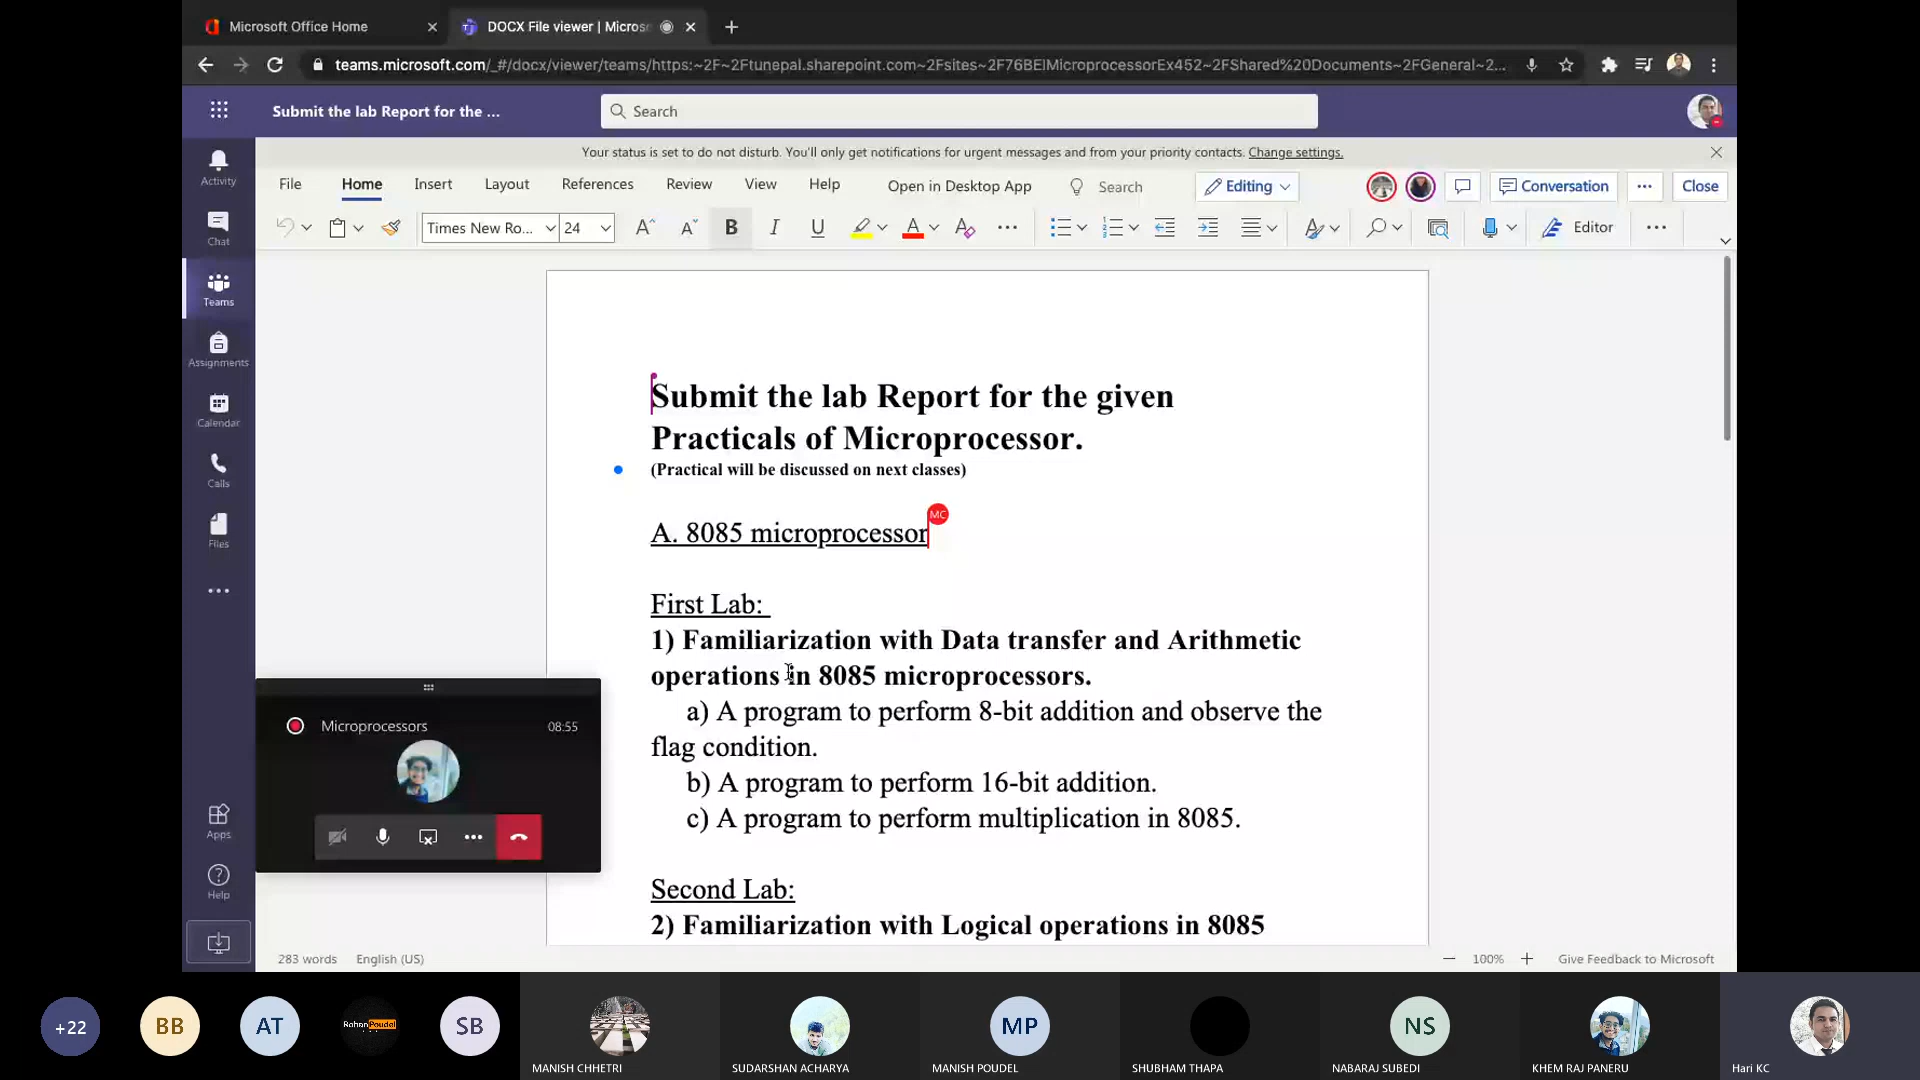 Microsoft Office Home
DOCX File viewer | Micros
teams.microsoft.com/_#/docx/viewer/teams/https:~2F~2Ftunepal.sharepoint.com~2Fsites~2F76BEIMicroprocessorEx452~2FShared%20Documents~2FGeneral~2...
Submit the lab Report for the ...
Search
Your status is set to do not disturb. You'll only get notifications for urgent messages and from your priority contacts. Change settings.
File Home Insert Layout References Review View Help Open in Desktop App Search Editing Conversation ... Close
Times New Ro... 24 B I U Editor
Activity
Chat
Teams
Assignments
Calendar
Calls
Files
Apps
Help
Submit the lab Report for the given
Practicals of Microprocessor.
(Practical will be discussed on next classes)
MC
A. 8085 microprocessor
First Lab:
1) Familiarization with Data transfer and Arithmetic
operations in 8085 microprocessors.
a) A program to perform 8-bit addition and observe the
flag condition.
b) A program to perform 16-bit addition.
c) A program to perform multiplication in 8085.
Second Lab:
2) Familiarization with Logical operations in 8085
Microprocessors 08:55
283 words English (US) 100% Give Feedback to Microsoft
+22 BB AT Rohan Poudel SB MP NS
MANISH CHHETRI SUDARSHAN ACHARYA MANISH POUDEL SHUBHAM THAPA NABARAJ SUBEDI KHEM RAJ PANERU Hari KC